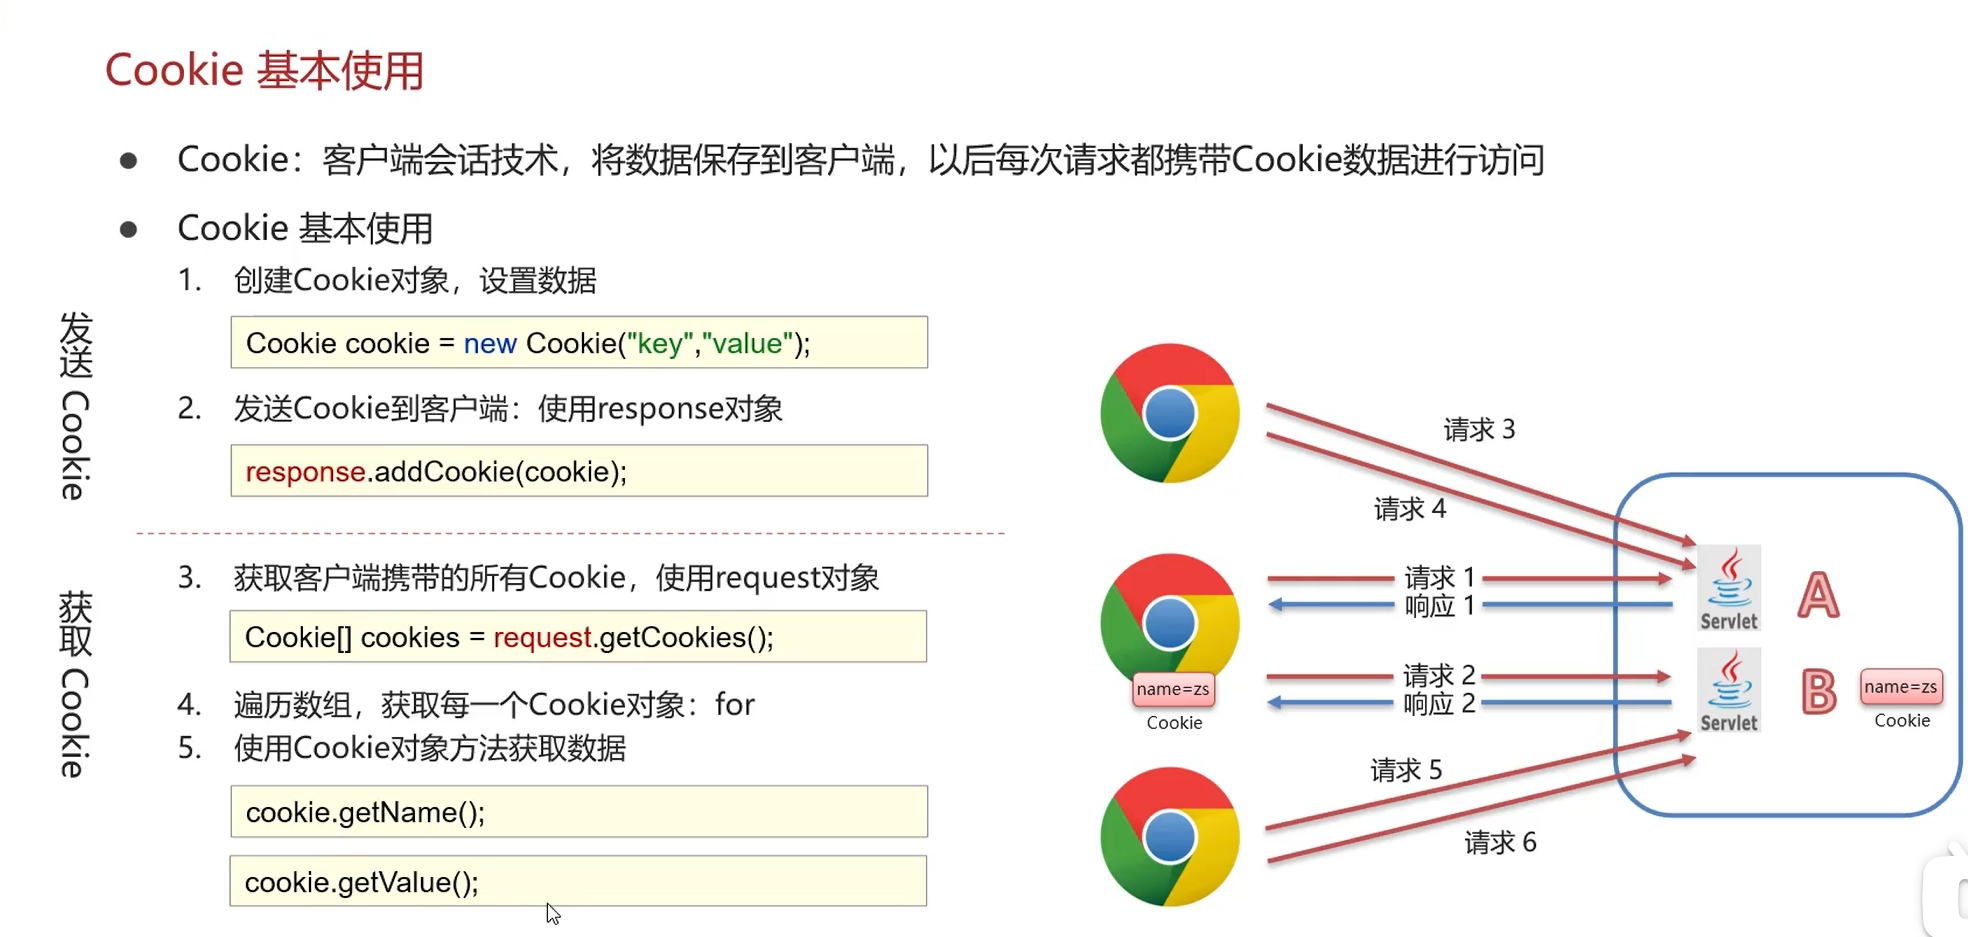 Cookie 基本使用
● Cookie：客户端会话技术，将数据保存到客户端，以后每次请求都携带Cookie数据进行访问
● Cookie 基本使用
发送 Cookie
1. 创建Cookie对象，设置数据
Cookie cookie = new Cookie("key","value");
2. 发送Cookie到客户端：使用response对象
response.addCookie(cookie);
获取 Cookie
3. 获取客户端携带的所有Cookie，使用request对象
Cookie[] cookies = request.getCookies();
4. 遍历数组，获取每一个Cookie对象：for
5. 使用Cookie对象方法获取数据
cookie.getName();
cookie.getValue();
请求 3
请求 4
请求 1
响应 1
Servlet
A
请求 2
响应 2
Servlet
B
name=zs
Cookie
name=zs
Cookie
请求 5
请求 6